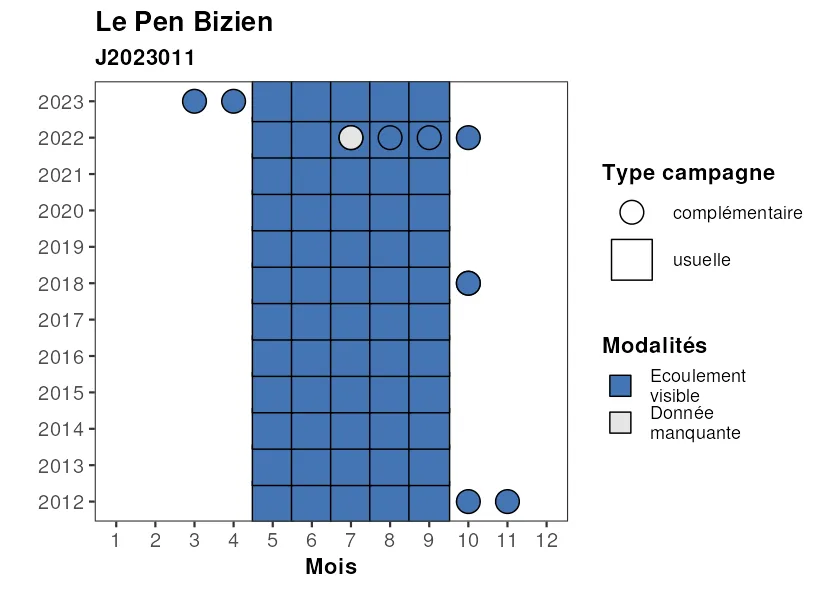 Le Pen Bizien
J2023011
2023
2022
2021
2020
2019
2018
2017
2016
2015
2014
2013
2012
1 2 3 4 5 6 7 8 9 10 11 12
Mois
Type campagne
complémentaire
usuelle
Modalités
Ecoulement
visible
Donnée
manquante